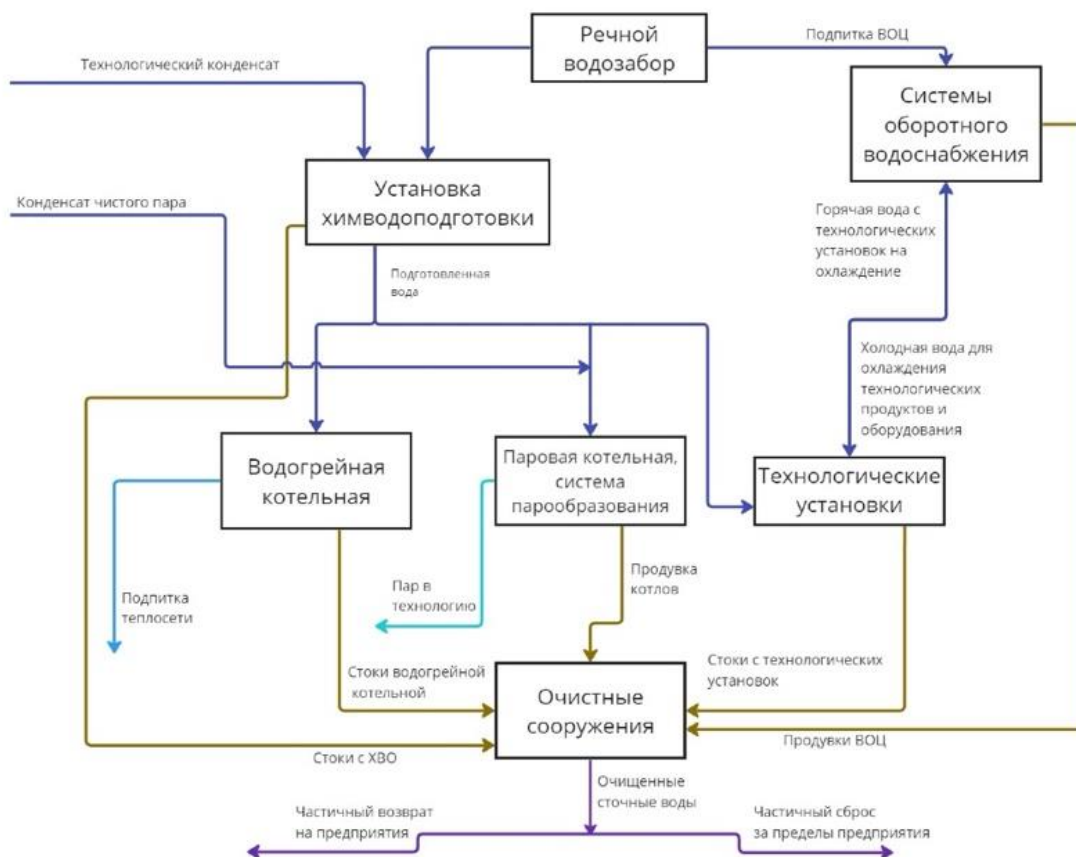 Речной
водозабор
Подпитка ВОЦ
Технологический конденсат
Системы
оборотного
водоснабжения
Установка
химводоподготовки
Конденсат чистого пара
Горячая вода с
технологических
установок на
охлаждение
Подготовленная
вода
Холодная вода для
охлаждения
технологических
продуктов и
оборудования
Водогрейная
котельная
Паровая котельная,
система
парообразования
Технологические
установки
Подпитка
теплосети
Пар в
технологию
Продувка
котлов
Стоки водогрейной
котельной
Очистные
сооружения
Стоки с технологических
установок
Стоки с ХВО
Продувки ВОЦ
Очищенные
сточные воды
Частичный возврат
на предприятия
Частичный сброс
за пределы предприятия